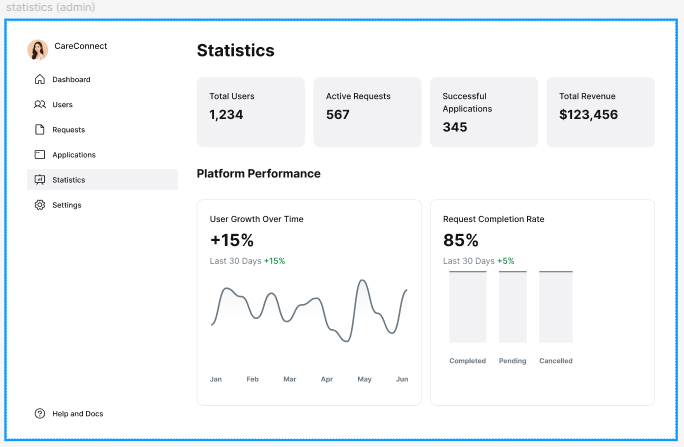 statistics (admin)
CareConnect
Dashboard
Users
Requests
Applications
Statistics
Settings
Help and Docs
Statistics
Total Users
1,234
Active Requests
567
Successful
Applications
345
Total Revenue
$123,456
Platform Performance
User Growth Over Time
+15%
Last 30 Days +15%
Jan Feb Mar Apr May Jun
Request Completion Rate
85%
Last 30 Days +5%
Completed Pending Cancelled